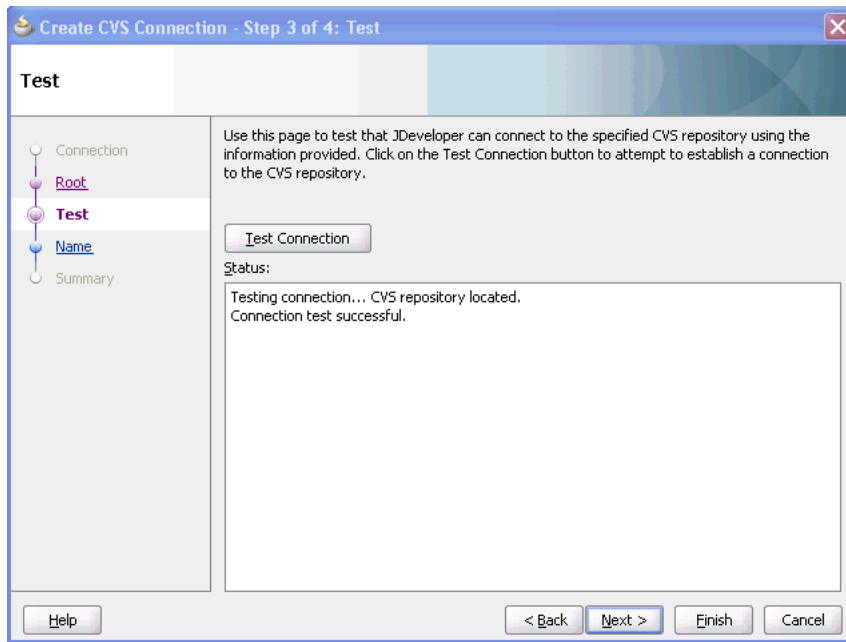 Create CVS Connection - Step 3 of 4: Test
Test
Connection
Root
Test
Name
Summary
Use this page to test that JDeveloper can connect to the specified CVS repository using the
information provided. Click on the Test Connection button to attempt to establish a connection
to the CVS repository.
Test Connection
Status:
Testing connection... CVS repository located.
Connection test successful.
Help
< Back
Next >
Finish
Cancel